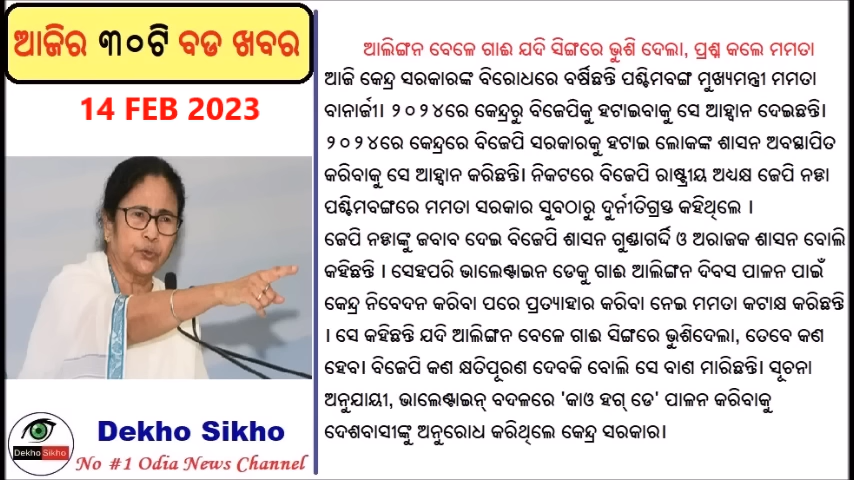 ଆଜିର ୩୦ଟି ବଡ ଖବର
14 FEB 2023
Dekho Sikho
Dekho Sikho
No #1 Odia News Channel
ଆଲିଙ୍ଗନ ବେଳେ ଗାଈ ଯଦି ସିଙ୍ଗରେ ଭୁଶି ଦେଲା, ପ୍ରଶ୍ନ କଲେ ମମତା
ଆଜି କେନ୍ଦ୍ର ସରକାରଙ୍କ ବିରୋଧରେ ବର୍ଷିଛନ୍ତି ପଶ୍ଚିମବଙ୍ଗ ମୁଖ୍ୟମନ୍ତ୍ରୀ ମମତା
ବାନାର୍ଜୀ। ୨୦୨୪ରେ କେନ୍ଦ୍ରରୁ ବିଜେପିକୁ ହଟାଇବାକୁ ସେ ଆହ୍ୱାନ ଦେଇଛନ୍ତି।
୨୦୨୪ରେ କେନ୍ଦ୍ରରେ ବିଜେପି ସରକାରକୁ ହଟାଇ ଲୋକଙ୍କ ଶାସନ ଅବସ୍ଥାପିତ
କରିବାକୁ ସେ ଆହ୍ୱାନ କରିଛନ୍ତି। ନିକଟରେ ବିଜେପି ରାଷ୍ଟ୍ରୀୟ ଅଧ୍ୟକ୍ଷ ଜେପି ନଡ୍ଡା
ପଶ୍ଚିମବଙ୍ଗରେ ମମତା ସରକାର ସୁବଠାରୁ ଦୁର୍ନୀତିଗ୍ରସ୍ତ କହିଥିଲେ ।
ଜେପି ନଡ୍ଡାଙ୍କୁ ଜବାବ ଦେଇ ବିଜେପି ଶାସନ ଗୁଣ୍ଡାଗର୍ଦ୍ଦି ଓ ଅରାଜକ ଶାସନ ବୋଲି
କହିଛନ୍ତି । ସେହପରି ଭାଲେଣ୍ଟାଇନ ଡେକୁ ଗାଈ ଆଲିଙ୍ଗନ ଦିବସ ପାଳନ ପାଇଁ
କେନ୍ଦ୍ର ନିବେଦନ କରିବା ପରେ ପ୍ରତ୍ୟାହାର କରିବା ନେଇ ମମତା କଟାକ୍ଷ କରିଛନ୍ତି
। ସେ କହିଛନ୍ତି ଯଦି ଆଲିଙ୍ଗନ ବେଳେ ଗାଈ ସିଙ୍ଗରେ ଭୁଶିଦେଲା, ତେବେ କଣ
ହେବ। ବିଜେପି କଣ କ୍ଷତିପୂରଣ ଦେବକି ବୋଲି ସେ ବାଣ ମାରିଛନ୍ତି। ସୂଚନା
ଅନୁଯାୟୀ, ଭାଲେଣ୍ଟାଇନ୍ ବଦଳରେ 'କାଓ ହଗ୍ ଡେ' ପାଳନ କରିବାକୁ
ଦେଶବାସୀଙ୍କୁ ଅନୁରୋଧ କରିଥିଲେ କେନ୍ଦ୍ର ସରକାର।